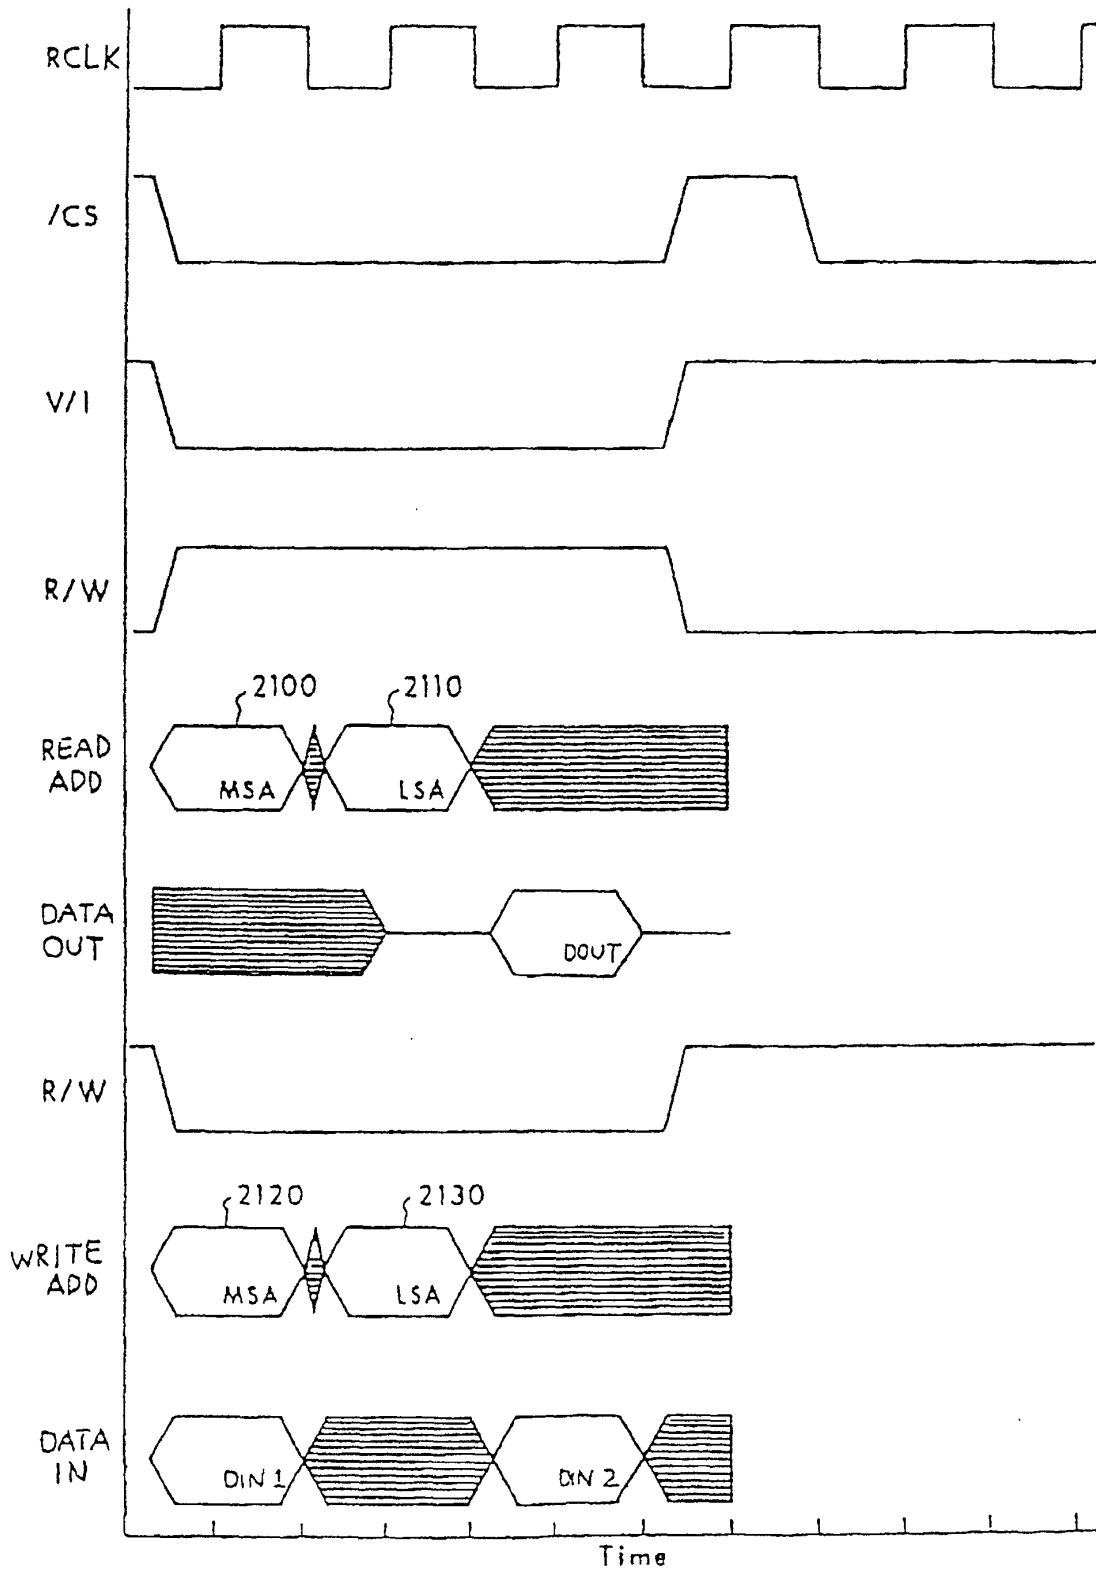 RCLK
/CS
V/I
R/W
2100
2110
READ
ADD
MSA
LSA
DATA
OUT
DOUT
R/W
2120
2130
WRITE
ADD
MSA
LSA
DATA
IN
DIN 1
DIN 2
Time